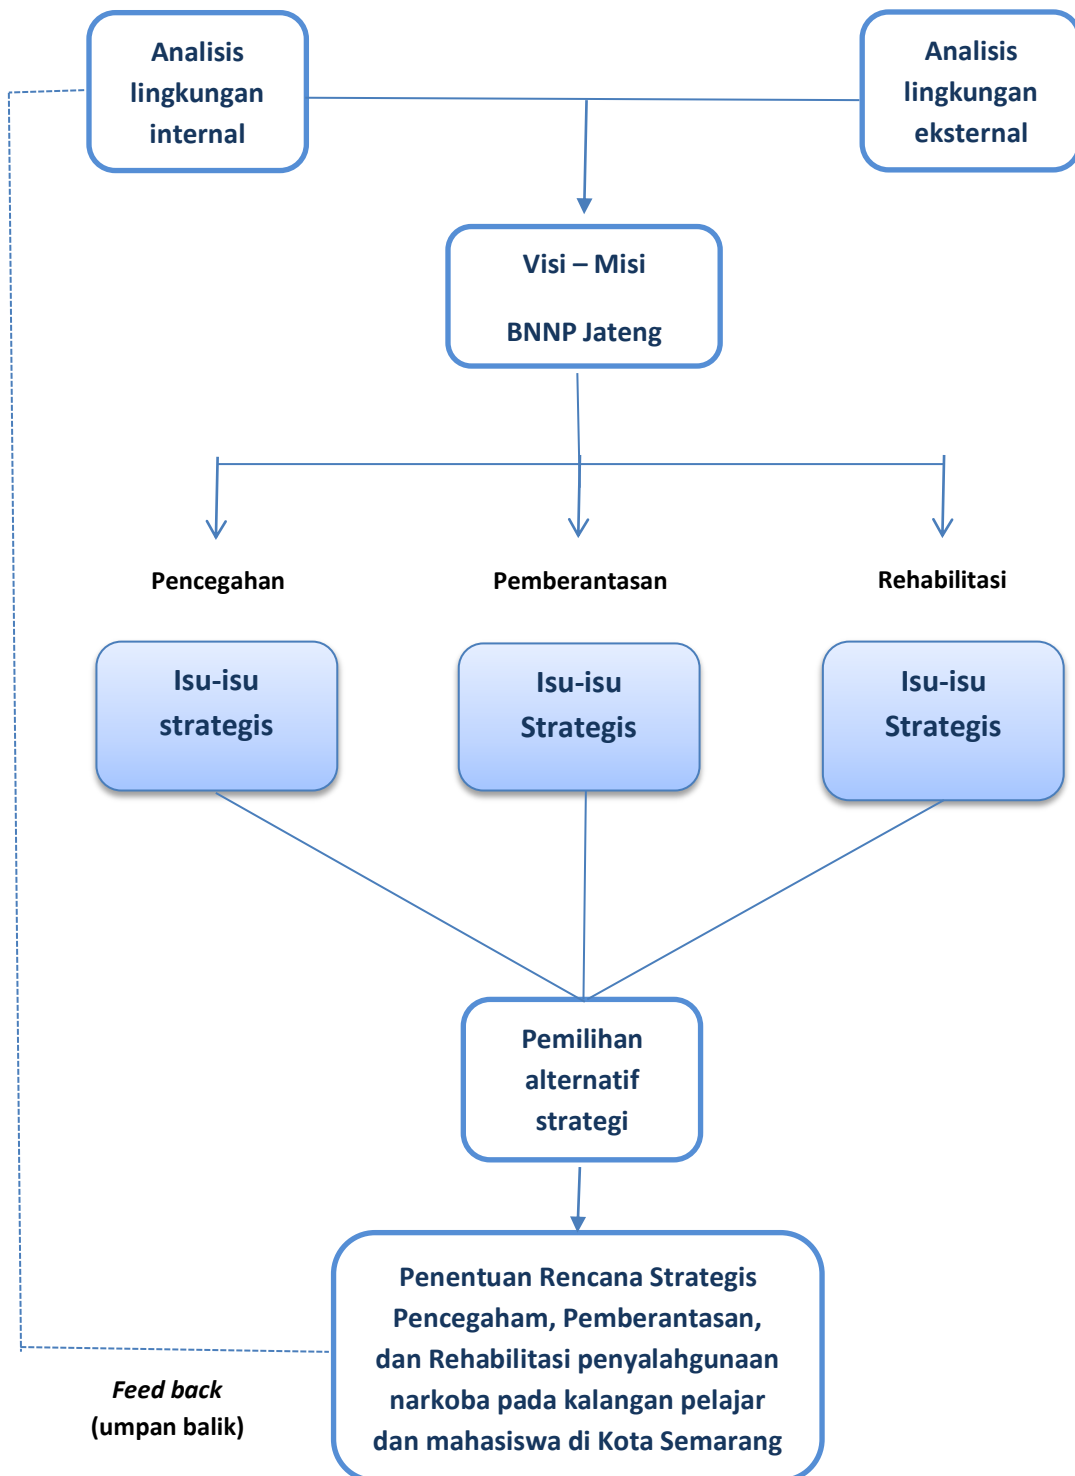 Analisis
lingkungan
internal
Analisis
lingkungan
eksternal
Visi – Misi
BNNP Jateng
Pencegahan
Pemberantasan
Rehabilitasi
Isu-isu
strategis
Isu-isu
Strategis
Isu-isu
Strategis
Pemilihan
alternatif
strategi
Penentuan Rencana Strategis
Pencegaham, Pemberantasan,
dan Rehabilitasi penyalahgunaan
narkoba pada kalangan pelajar
dan mahasiswa di Kota Semarang
Feed back
(umpan balik)